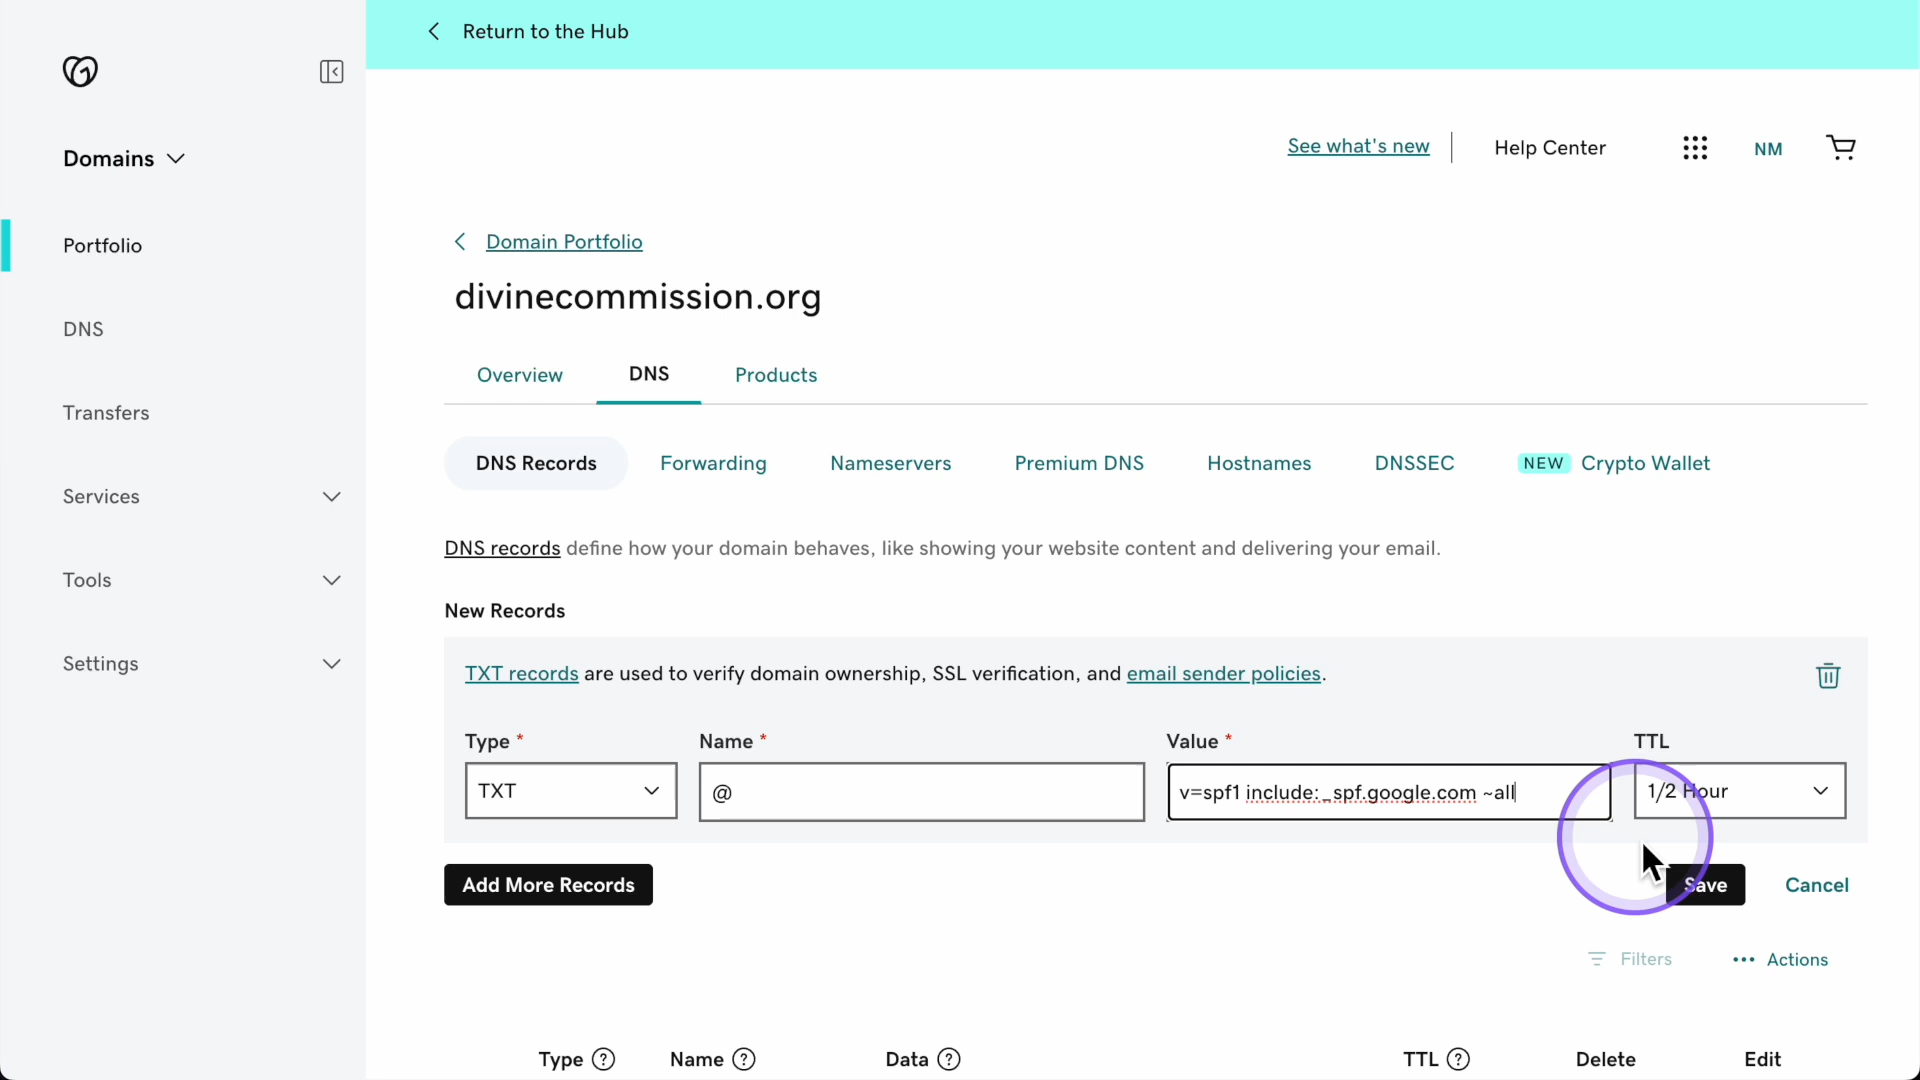 Return to the Hub
Domains
Portfolio
DNS
Transfers
Services
Tools
Settings
See what's new
Help Center
NM
Domain Portfolio
divinecommission.org
Overview DNS Products
DNS Records Forwarding Nameservers Premium DNS Hostnames DNSSEC NEW Crypto Wallet
DNS records define how your domain behaves, like showing your website content and delivering your email.
New Records
TXT records are used to verify domain ownership, SSL verification, and email sender policies.
Type * Name * Value * TTL
TXT @ v=spf1 include:_spf.google.com ~all 1/2 Hour
Add More Records Save Cancel
Filters ••• Actions
Type ? Name ? Data ? TTL ? Delete Edit